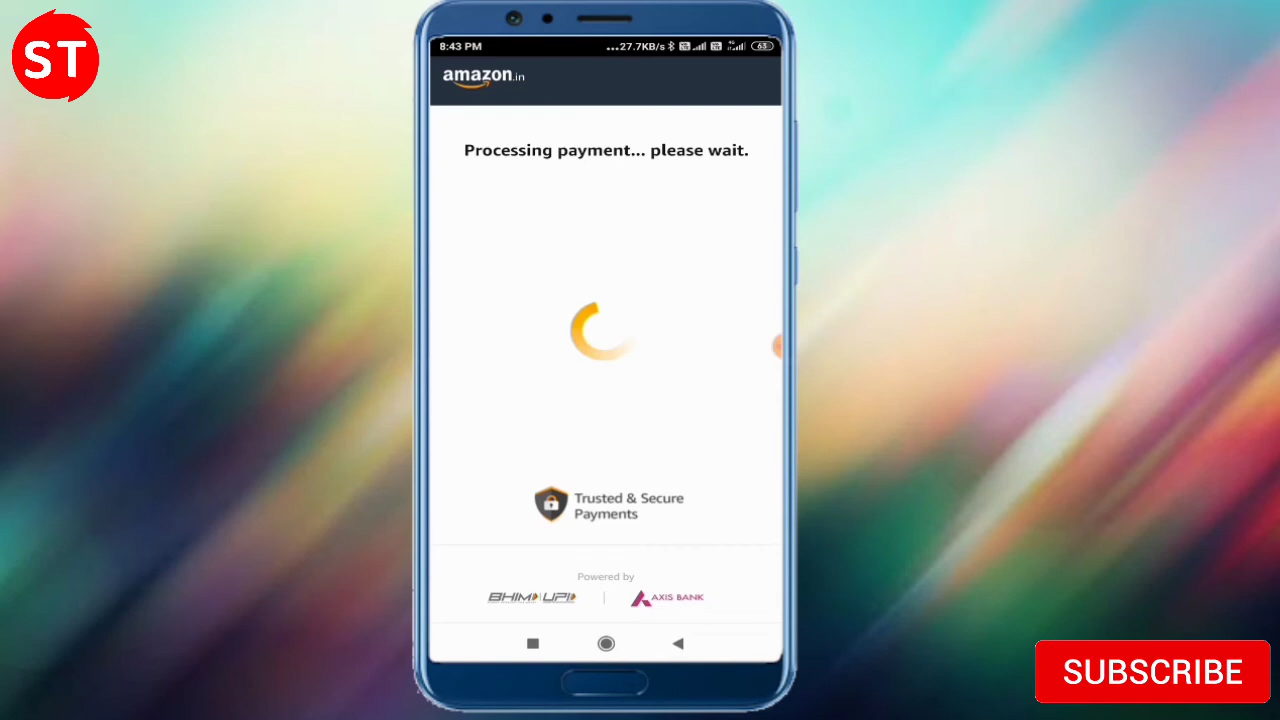 ST
8:43 PM
...27.7KB/s
63
amazon.in
Processing payment... please wait.
Trusted & Secure
Payments
Powered by
BHIM UPI
AXIS BANK
SUBSCRIBE